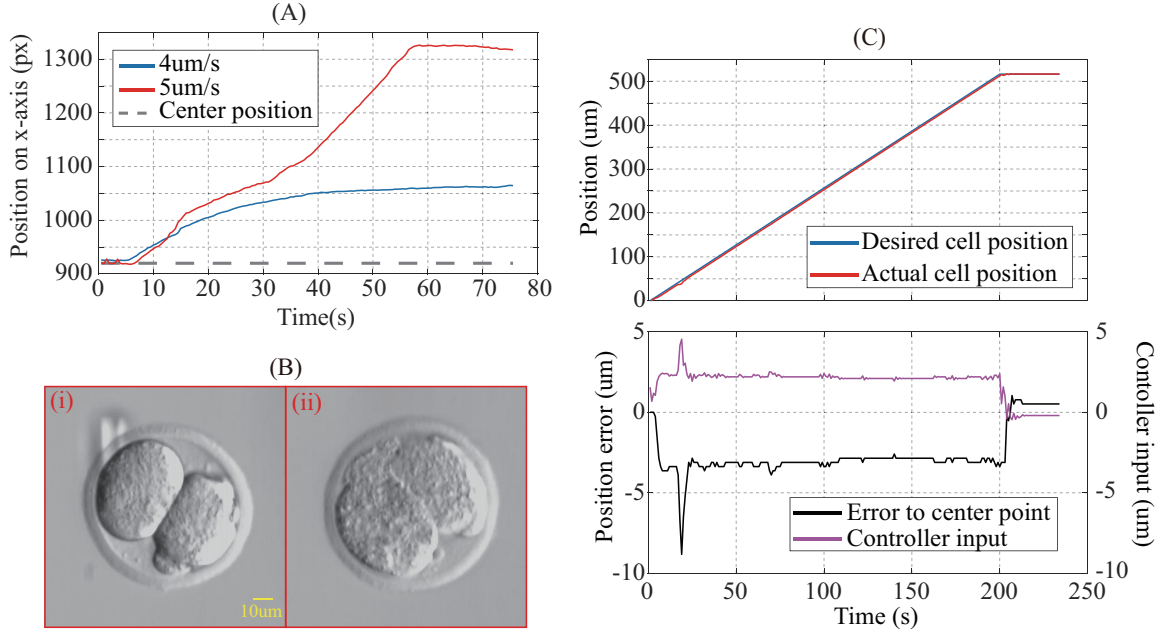 (A)
1300
1200
1100
1000
900
Position on x-axis (px)
4um/s
5um/s
Center position
0 10 20 30 40 50 60 70 80
Time(s)
(B)
(i)
(ii)
10um
(C)
500
400
300
200
100
0
Position (um)
Desired cell position
Actual cell position
5
0
-5
-10
Position error (um)
5
0
-5
-10
Contoller input (um)
Error to center point
Controller input
0 50 100 150 200 250
Time (s)